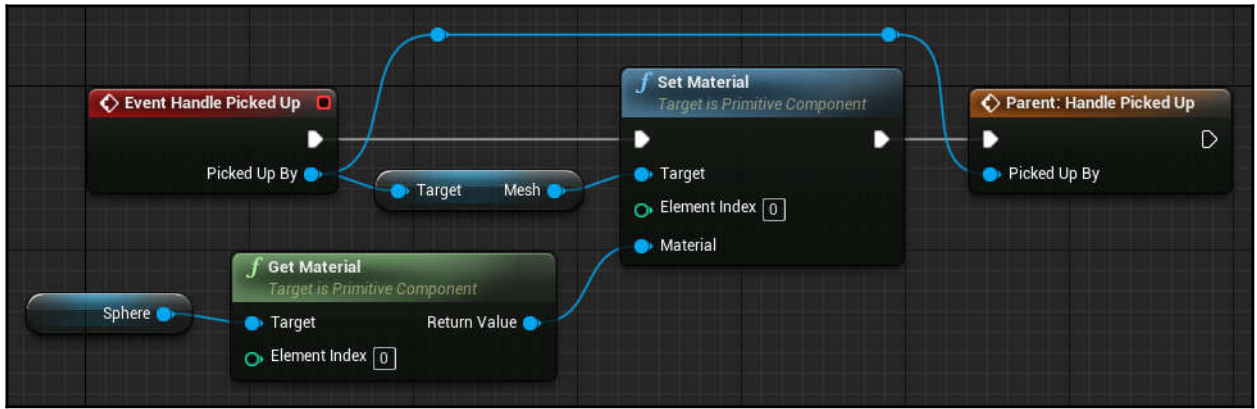 Event Handle Picked Up
Picked Up By
Target Mesh
f Set Material
Target is Primitive Component
Target
Element Index 0
Material
Parent: Handle Picked Up
Picked Up By
f Get Material
Target is Primitive Component
Sphere
Target Return Value
Element Index 0